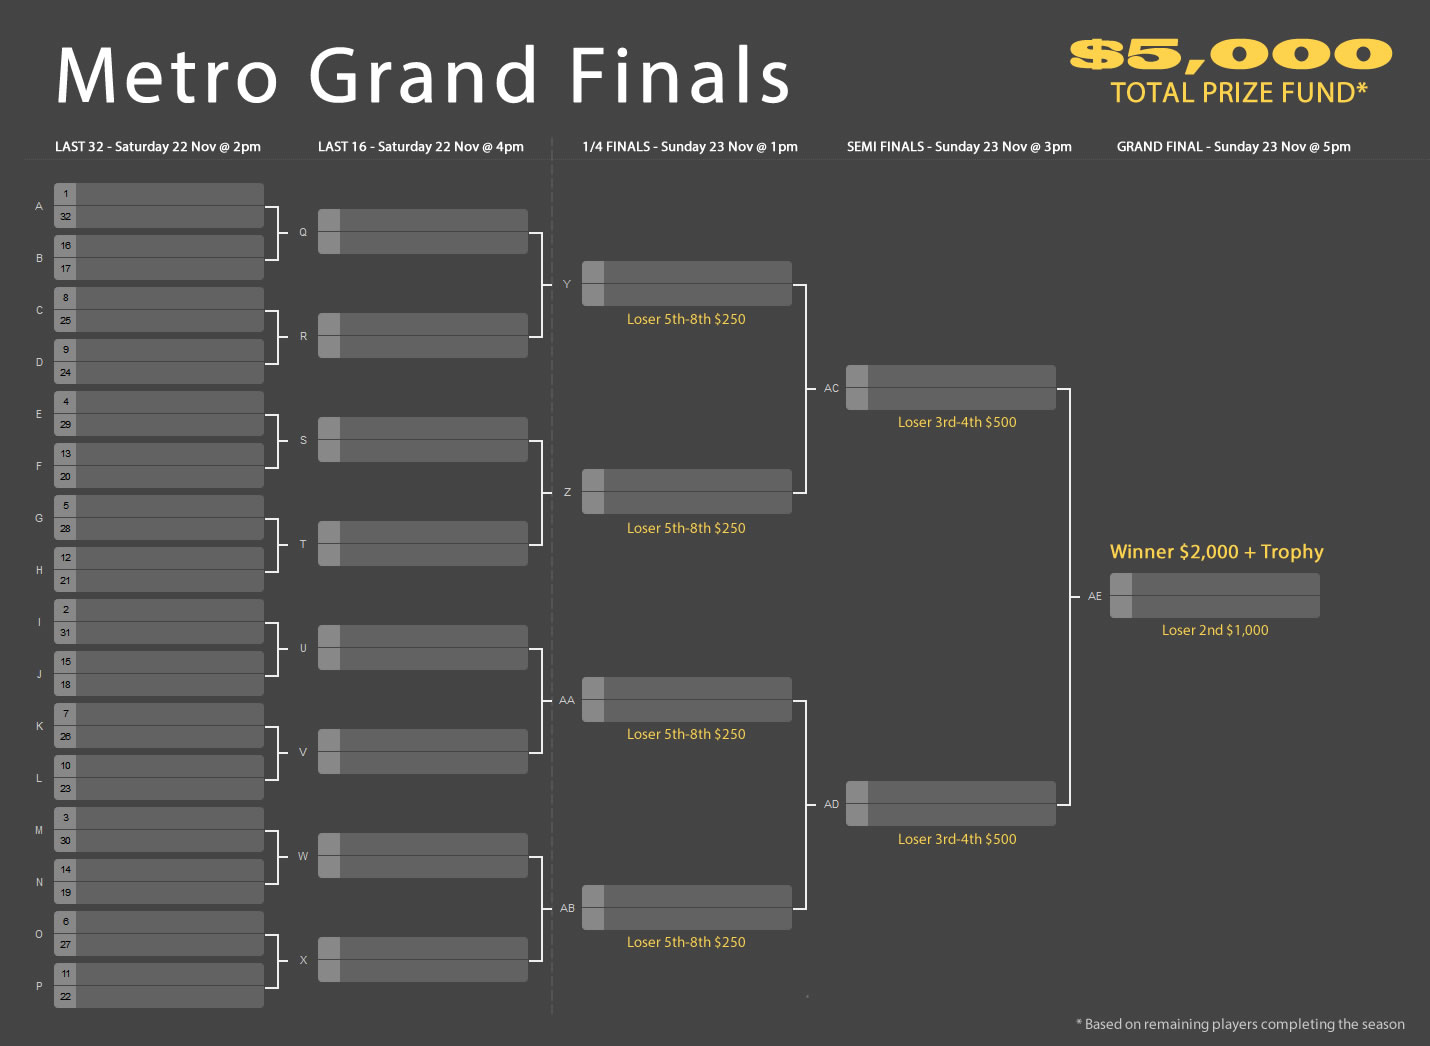 Metro Grand Finals
$5,000
TOTAL PRIZE FUND*
LAST 32 - Saturday 22 Nov @ 2pm
LAST 16 - Saturday 22 Nov @ 4pm
1/4 FINALS - Sunday 23 Nov @ 1pm
SEMI FINALS - Sunday 23 Nov @ 3pm
GRAND FINAL - Sunday 23 Nov @ 5pm
A
1
32
B
16
17
C
8
25
D
9
24
E
4
29
F
13
20
G
5
28
H
12
21
I
2
31
J
15
18
K
7
26
L
10
23
M
3
30
N
14
19
O
6
27
P
11
22
Q
R
S
T
U
V
W
X
Y
Loser 5th-8th $250
Z
Loser 5th-8th $250
AA
Loser 5th-8th $250
AB
Loser 5th-8th $250
AC
Loser 3rd-4th $500
AD
Loser 3rd-4th $500
Winner $2,000 + Trophy
AE
Loser 2nd $1,000
* Based on remaining players completing the season